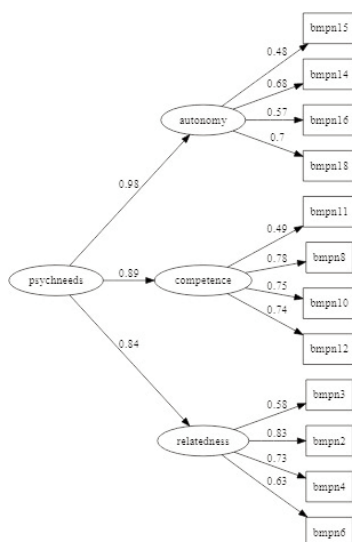 bmpn15
0.48
bmpn14
0.68
autonomy
0.57
bmpn16
0.7
bmpn18
0.98
bmpn11
0.49
bmpn8
0.78
psychneeds
0.89
competence
0.75
bmpn10
0.74
bmpn12
0.84
bmpn3
0.58
bmpn2
0.83
relatedness
0.73
bmpn4
0.63
bmpn6